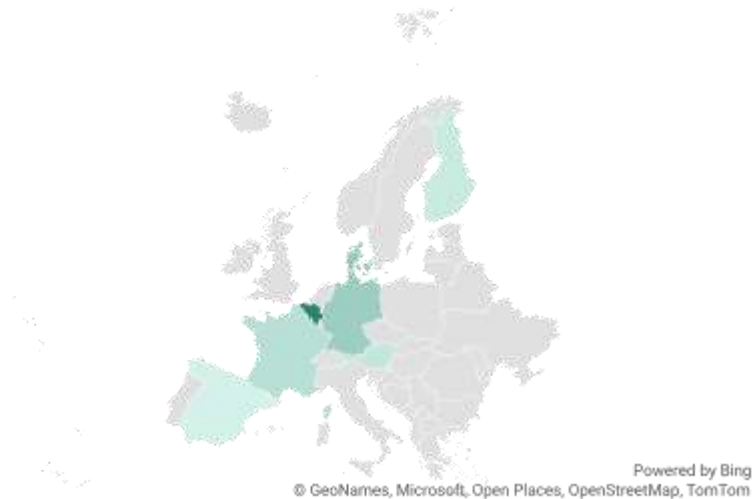 Powered by Bing
© GeoNames, Microsoft, Open Places, OpenStreetMap, TomTom